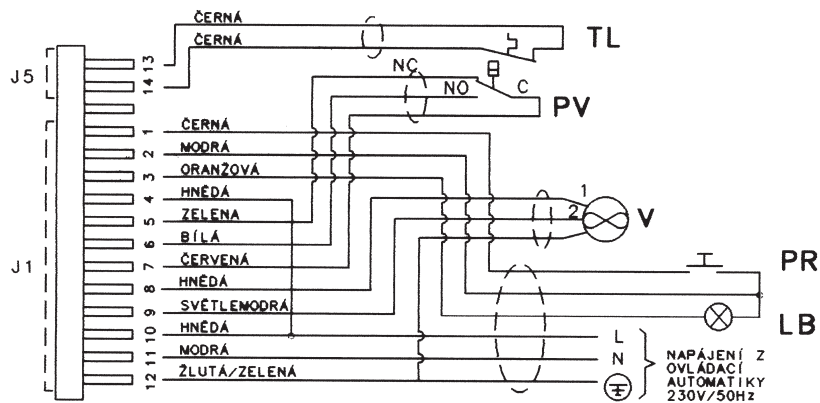 ČERNÁ
TL
ČERNÁ
J5
13
14
NC
NO
C
PV
1
ČERNÁ
2
MODRÁ
3
ORANŽOVÁ
4
HNĚDÁ
5
ZELENA
6
BÍLÁ
7
ČERVENÁ
8
HNĚDÁ
9
SVĚTLEMODRÁ
10
HNĚDÁ
11
MODRÁ
12
ŽLUTÁ/ZELENÁ
J1
1
2
V
PR
LB
L
N
NAPÁJENÍ Z
OVLÁDACÍ
AUTOMATIKY
230V/50Hz